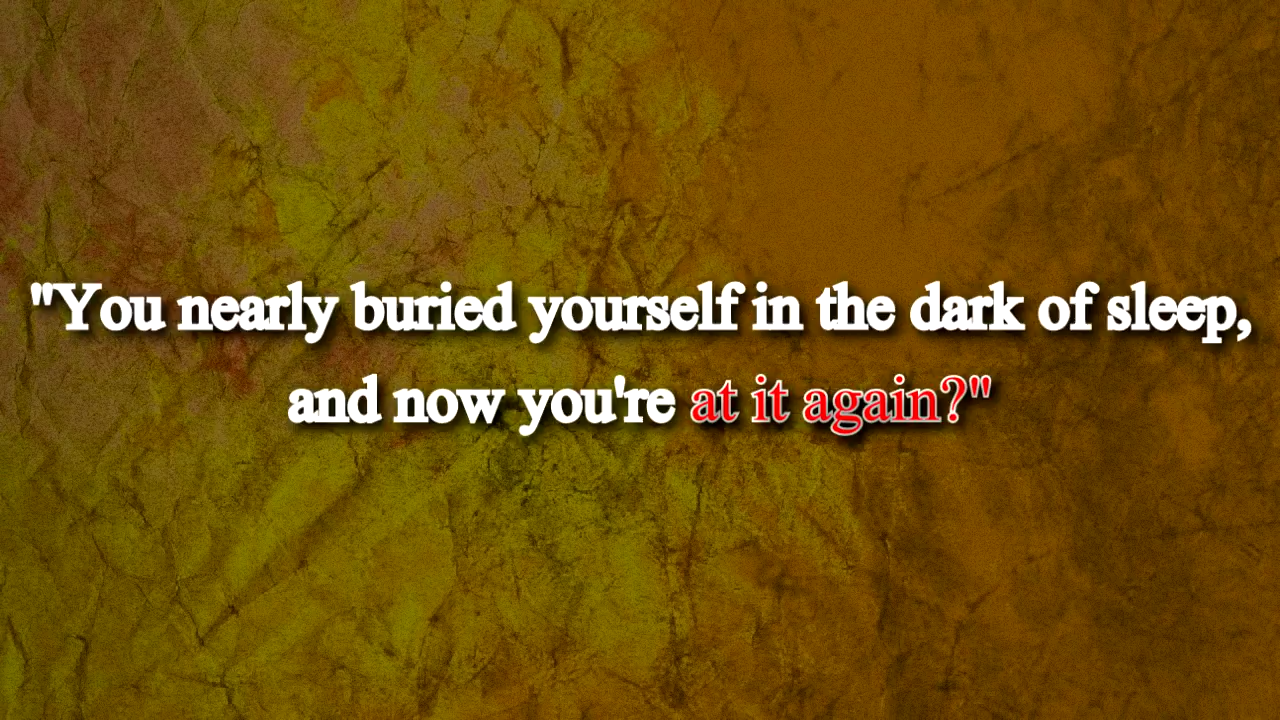 "You nearly buried yourself in the dark of sleep,
and now you're at it again?"